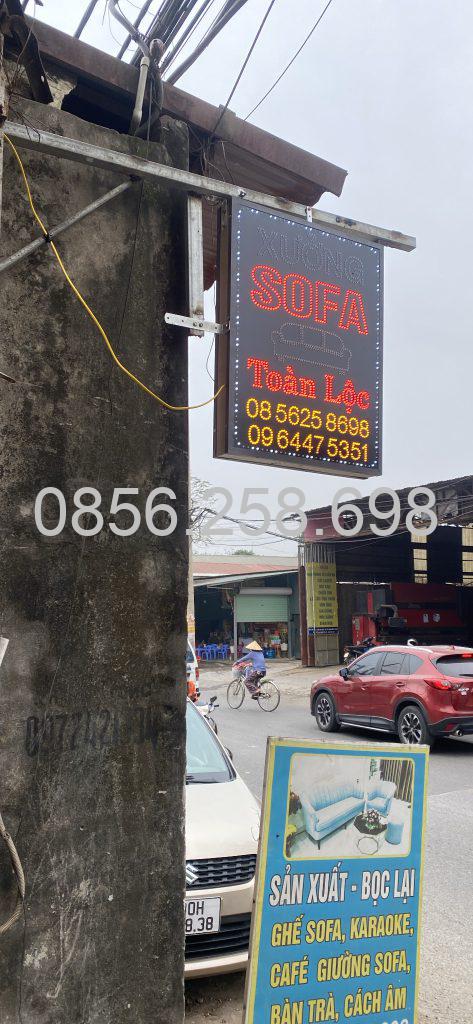 XƯỞNG
SOFA
Toàn Lộc
08 5625 8698
09 6447 5351
0856.258.698
SẢN XUẤT - BỌC LẠI
GHẾ SOFA, KARAOKE,
CAFÉ GIƯỜNG SOFA,
BÀN TRÀ, CÁCH ÂM